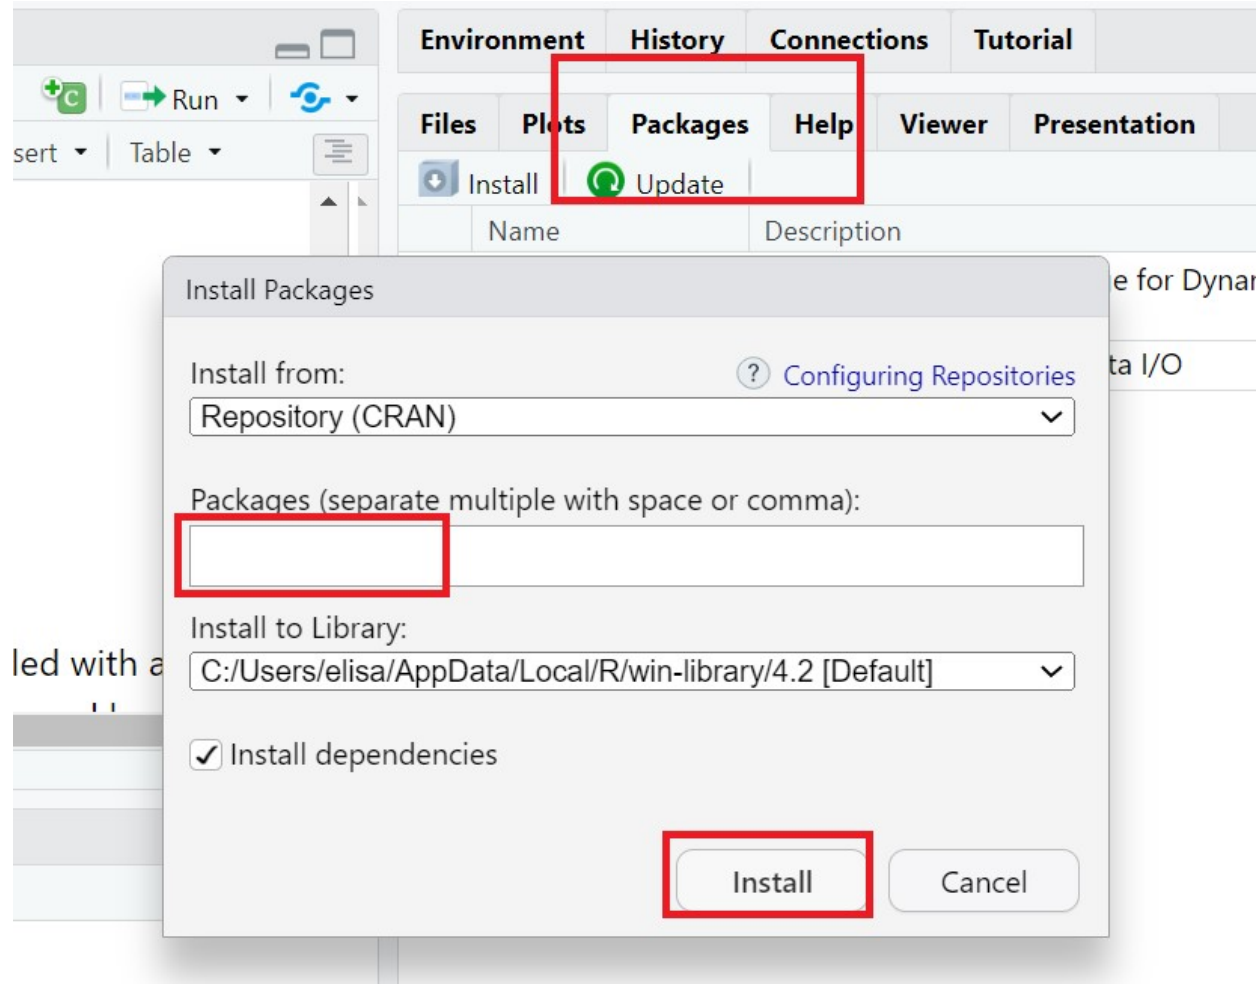 Environment History Connections Tutorial
Run
Files Plots Packages Help Viewer Presentation
sert Table
Install Update
Name Description
Install Packages
e for Dynar
Install from: ? Configuring Repositories
ta I/O
Repository (CRAN)
Packages (separate multiple with space or comma):
Install to Library:
led with a
C:/Users/elisa/AppData/Local/R/win-library/4.2 [Default]
Install dependencies
Install Cancel